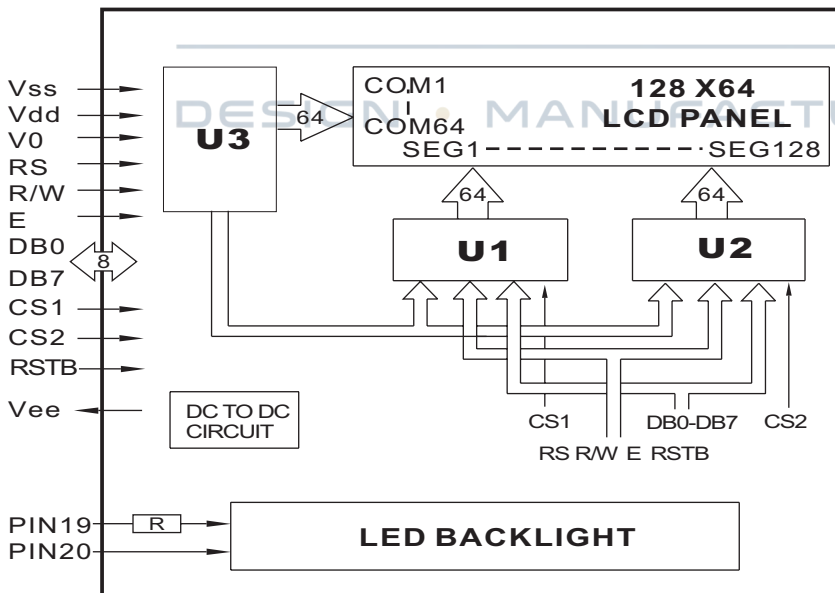 Vss
Vdd
V0
RS
R/W
E
DB0
8
DB7
CS1
CS2
RSTB
Vee
U3
64
COM1
COM64
128 X64
LCD PANEL
SEG1
SEG128
DESIGN • MANUFACTU
64
64
U1
U2
DC TO DC
CIRCUIT
CS1
DB0-DB7
CS2
RS R/W E RSTB
PIN19
R
PIN20
LED BACKLIGHT